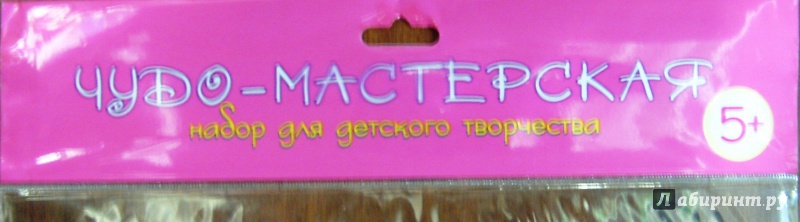 ЧУДО-МАСТЕРСКАЯ
набор для детского творчества
5+
Лабиринт.ру